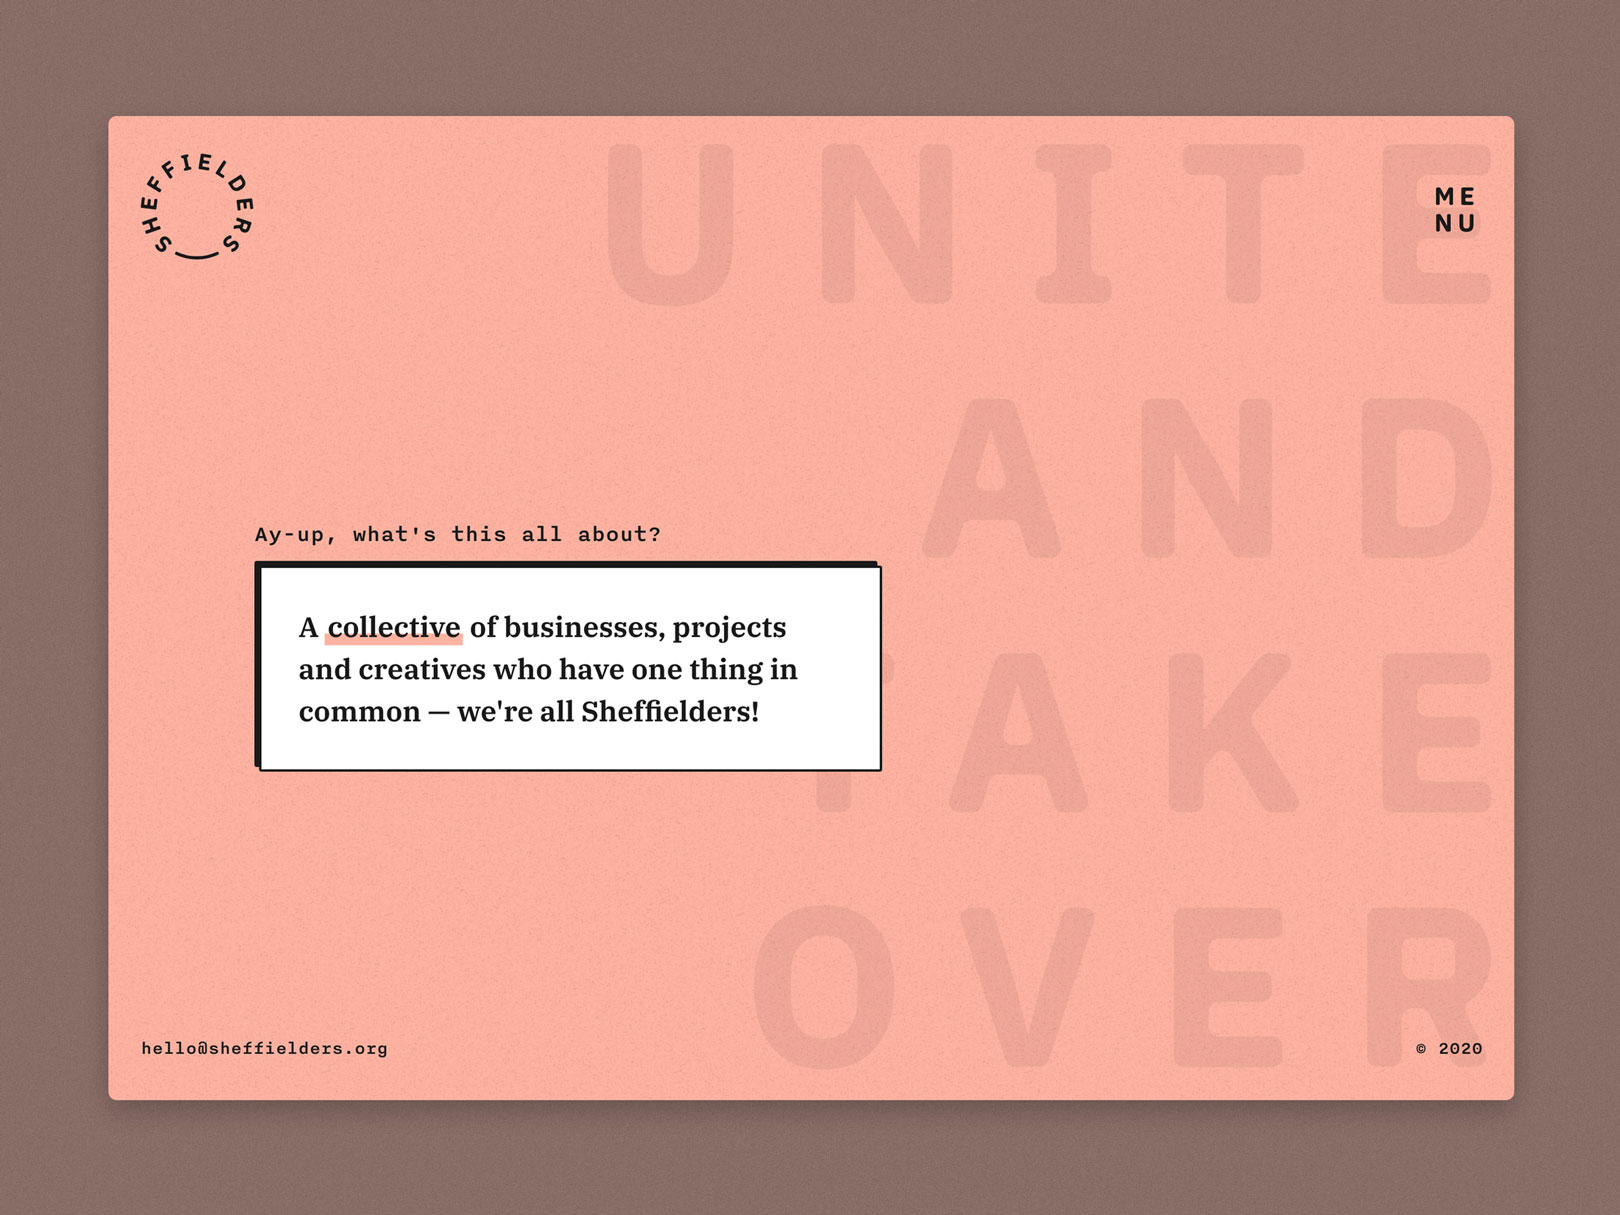 SHEFFIELDERS
ME
NU
UNITE
AND
TAKE
OVER
Ay-up, what's this all about?
A collective of businesses, projects
and creatives who have one thing in
common — we're all Sheffielders!
hello@sheffielders.org
© 2020